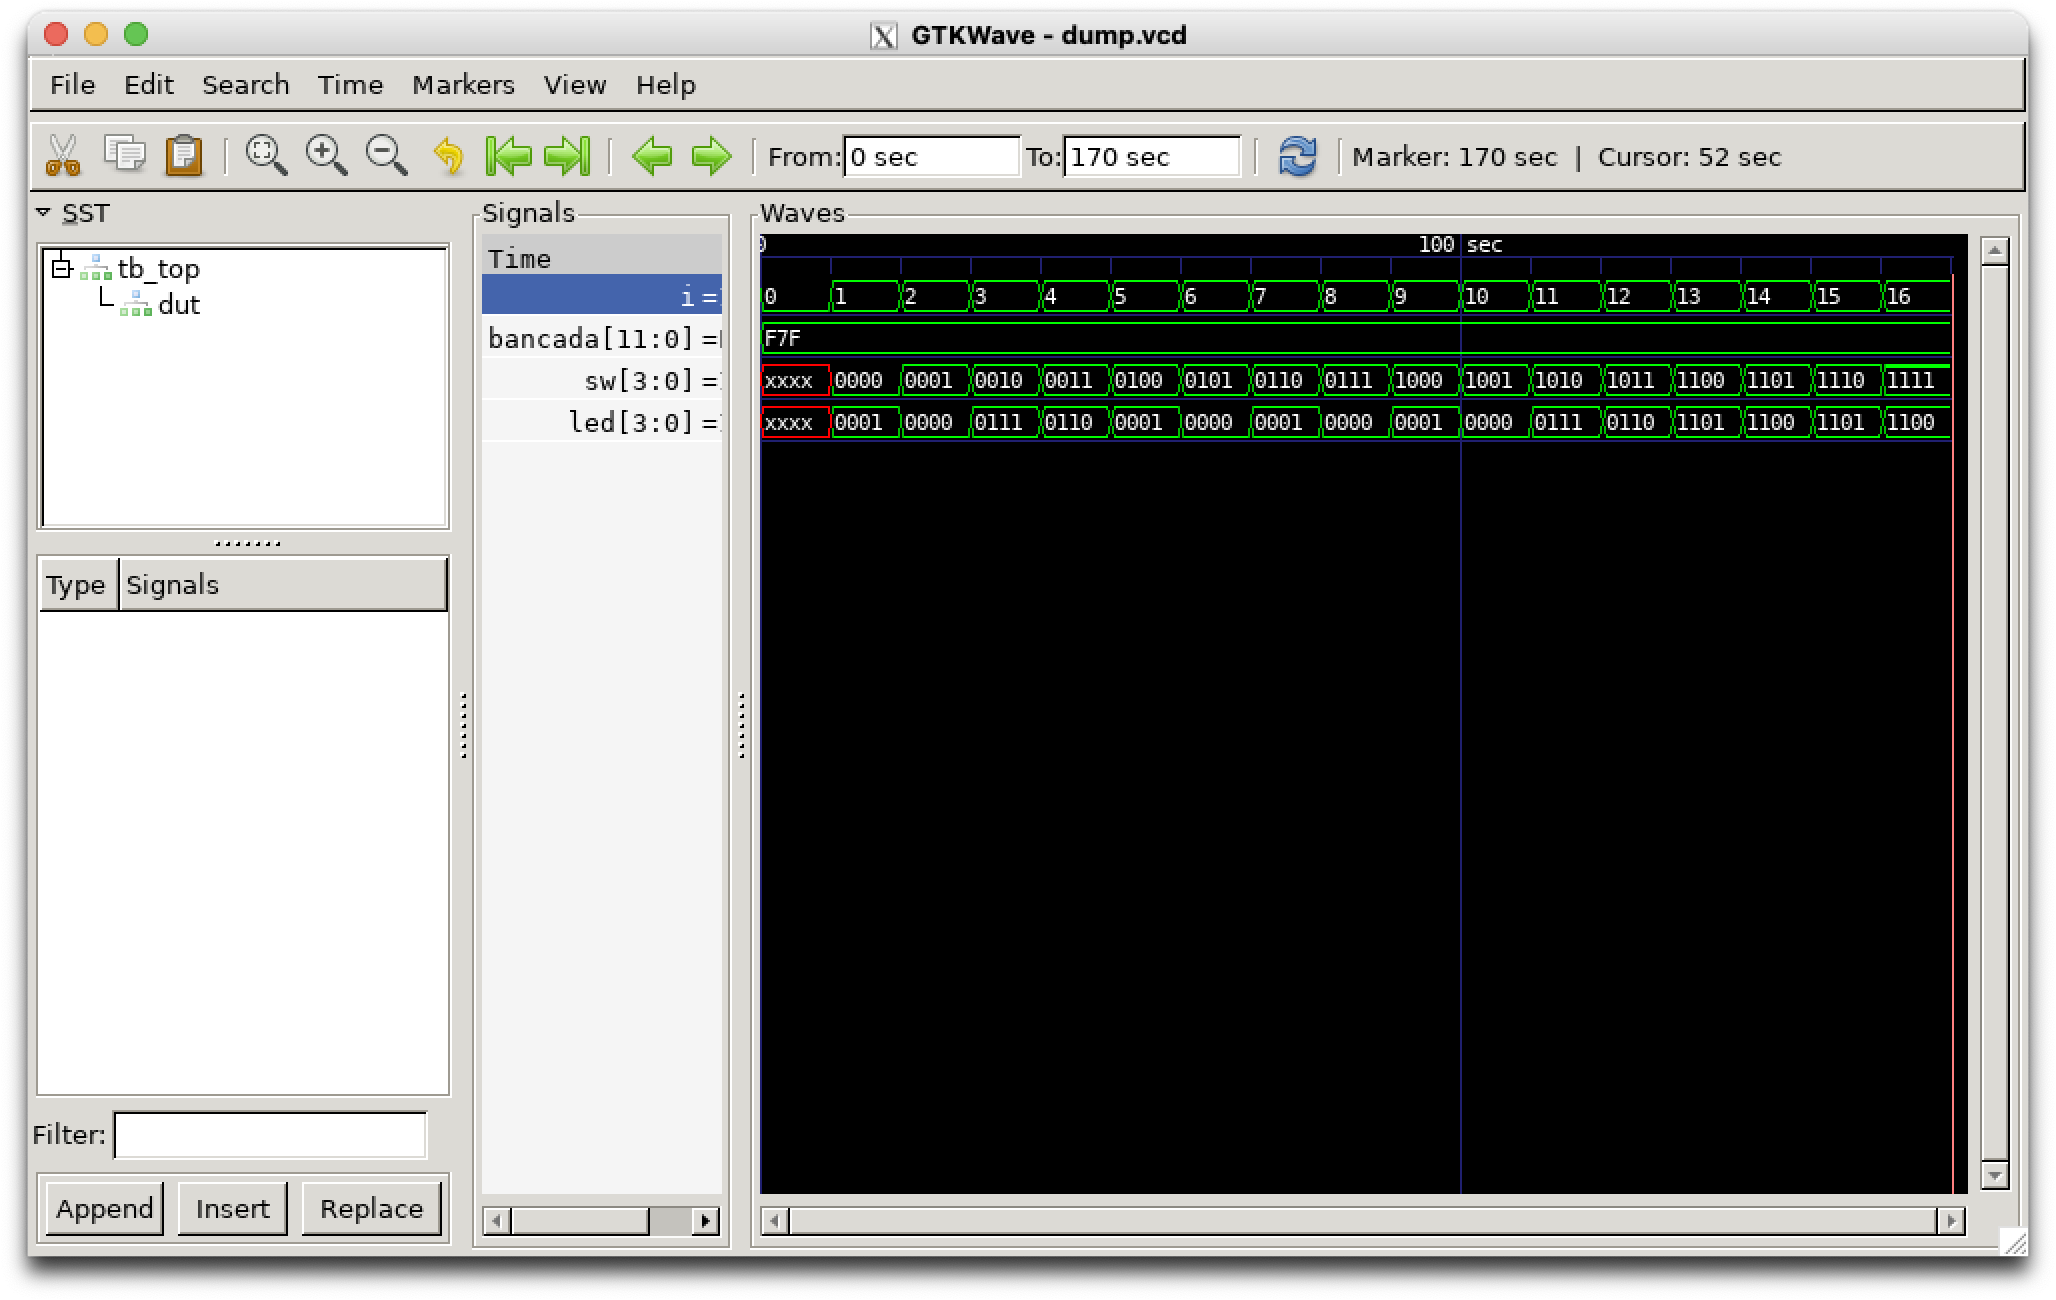 GTKWave - dump.vcd
File Edit Search Time Markers View Help
From: 0 sec To: 170 sec Marker: 170 sec | Cursor: 52 sec
SST
tb_top
dut
Type Signals
Filter:
Append Insert Replace
Signals
Time
i =
bancada[11:0] =
sw[3:0] =
led[3:0] =
Waves
0 100 sec
0 1 2 3 4 5 6 7 8 9 10 11 12 13 14 15 16
F7F
xxxx 0000 0001 0010 0011 0100 0101 0110 0111 1000 1001 1010 1011 1100 1101 1110 1111
xxxx 0001 0000 0111 0110 0001 0000 0001 0000 0001 0000 0111 0110 1101 1100 1101 1100